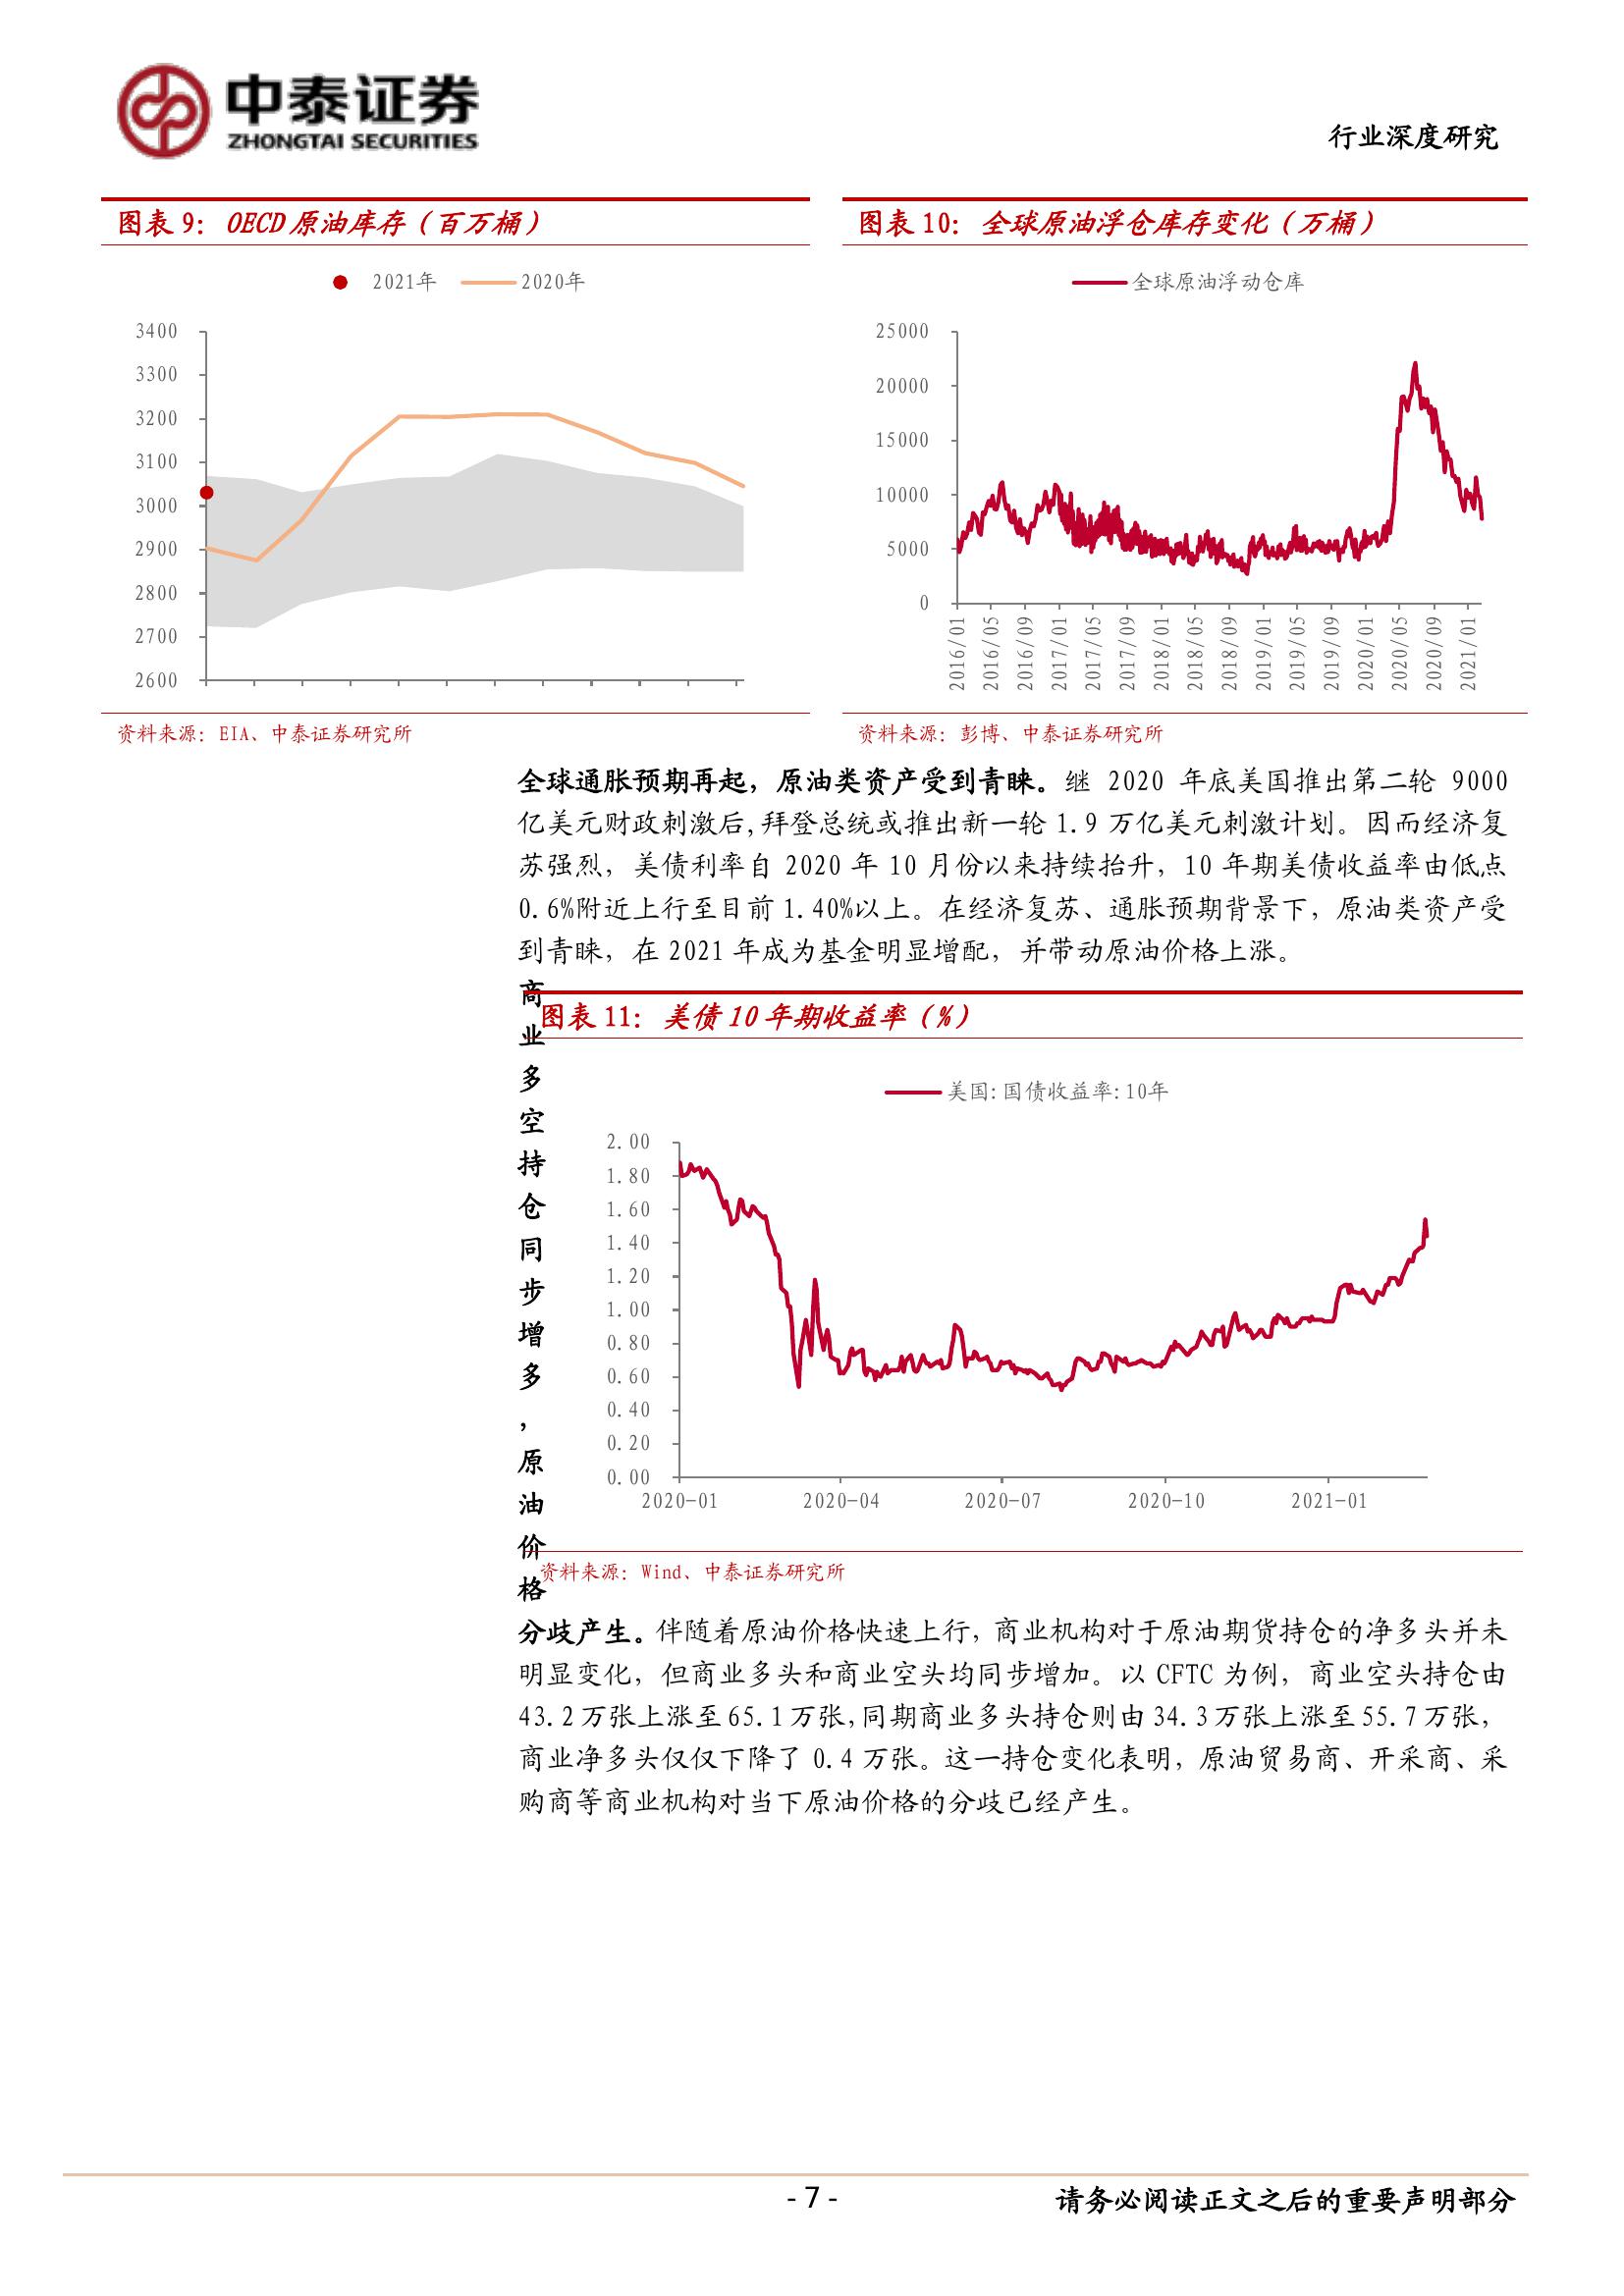 中泰证券
ZHONGTAI SECURITIES
行业深度研究
图表 9：OECD 原油库存（百万桶）
2021年
2020年
3400
3300
3200
3100
3000
2900
2800
2700
2600
资料来源：EIA、中泰证券研究所
图表 10：全球原油浮仓库存变化（万桶）
全球原油浮动仓库
25000
20000
15000
10000
5000
0
2016/01
2016/05
2016/09
2017/01
2017/05
2017/09
2018/01
2018/05
2018/09
2019/01
2019/05
2019/09
2020/01
2020/05
2020/09
2021/01
资料来源：彭博、中泰证券研究所
全球通胀预期再起，原油类资产受到青睐。继 2020 年底美国推出第二轮 9000
亿美元财政刺激后,拜登总统或推出新一轮 1.9 万亿美元刺激计划。因而经济复
苏强烈，美债利率自 2020 年 10 月份以来持续抬升，10 年期美债收益率由低点
0.6%附近上行至目前 1.40%以上。在经济复苏、通胀预期背景下，原油类资产受
到青睐，在 2021 年成为基金明显增配，并带动原油价格上涨。
商
业
多
空
持
仓
同
步
增
多
，
原
油
价
格
图表 11：美债 10 年期收益率（%）
美国:国债收益率:10年
2.00
1.80
1.60
1.40
1.20
1.00
0.80
0.60
0.40
0.20
0.00
2020-01
2020-04
2020-07
2020-10
2021-01
资料来源：Wind、中泰证券研究所
分歧产生。伴随着原油价格快速上行，商业机构对于原油期货持仓的净多头并未
明显变化，但商业多头和商业空头均同步增加。以 CFTC 为例，商业空头持仓由
43.2 万张上涨至 65.1 万张,同期商业多头持仓则由 34.3 万张上涨至 55.7 万张，
商业净多头仅仅下降了 0.4 万张。这一持仓变化表明，原油贸易商、开采商、采
购商等商业机构对当下原油价格的分歧已经产生。
- 7 -
请务必阅读正文之后的重要声明部分